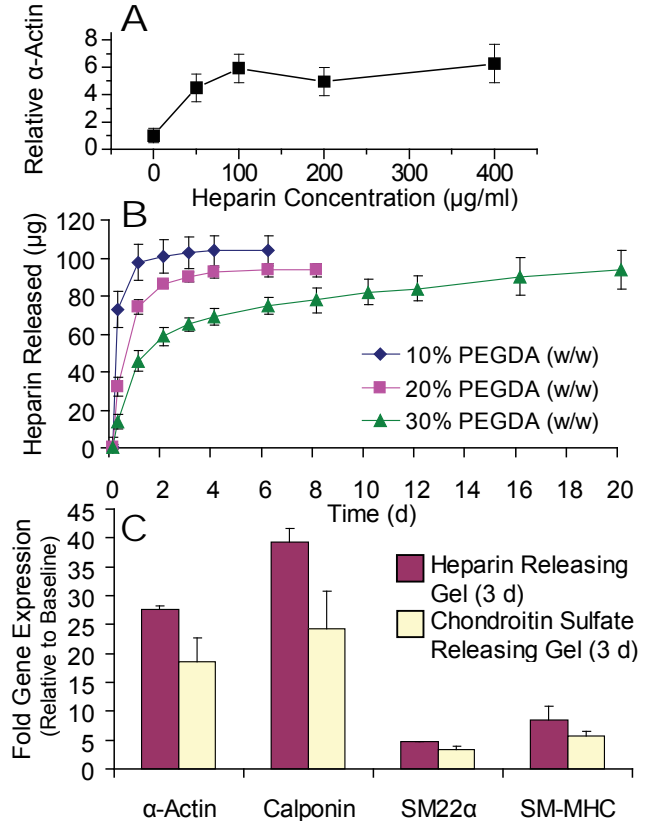 A
Relative α-Actin
8
6
4
2
0
0 100 200 300 400
Heparin Concentration (µg/ml)
B
Heparin Released (µg)
120
100
80
60
40
20
0
10% PEGDA (w/w)
20% PEGDA (w/w)
30% PEGDA (w/w)
0 2 4 6 8 10 12 14 16 18 20
Time (d)
C
Fold Gene Expression
(Relative to Baseline)
45
40
35
30
25
20
15
10
5
0
Heparin Releasing
Gel (3 d)
Chondroitin Sulfate
Releasing Gel (3 d)
α-Actin Calponin SM22α SM-MHC